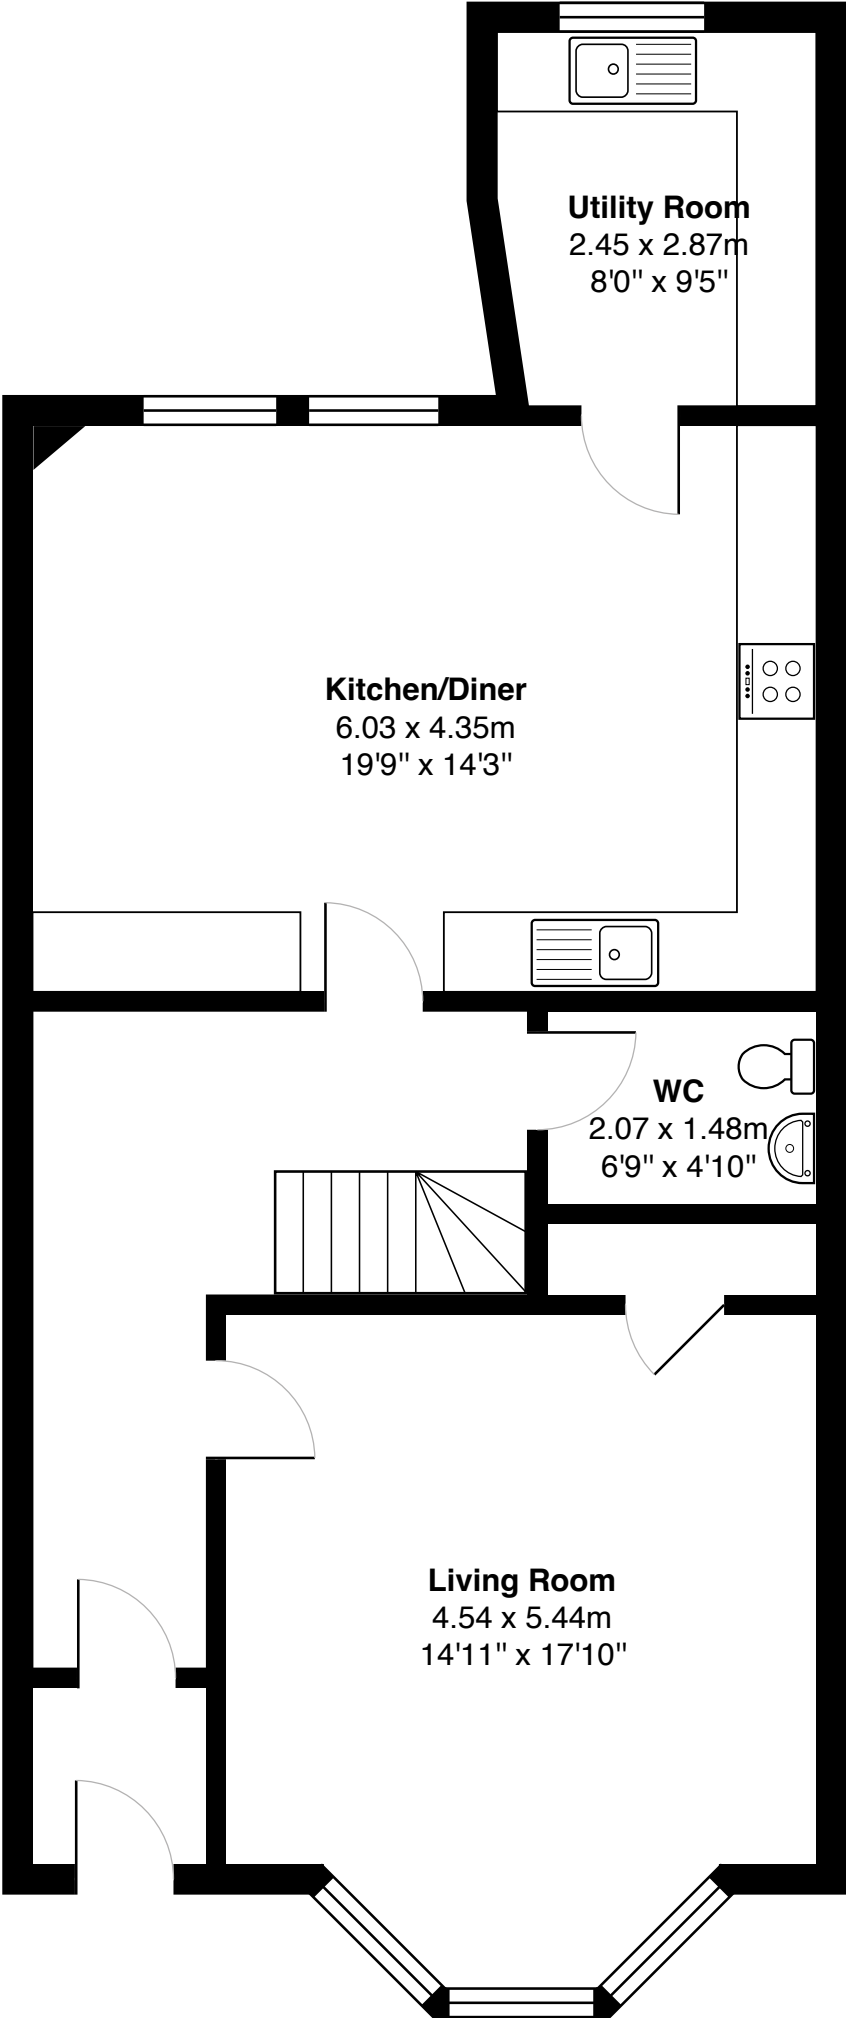 Utility Room
2.45 x 2.87m
8'0" x 9'5"
Kitchen/Diner
6.03 x 4.35m
19'9" x 14'3"
WC
2.07 x 1.48m
6'9" x 4'10"
Living Room
4.54 x 5.44m
14'11" x 17'10"